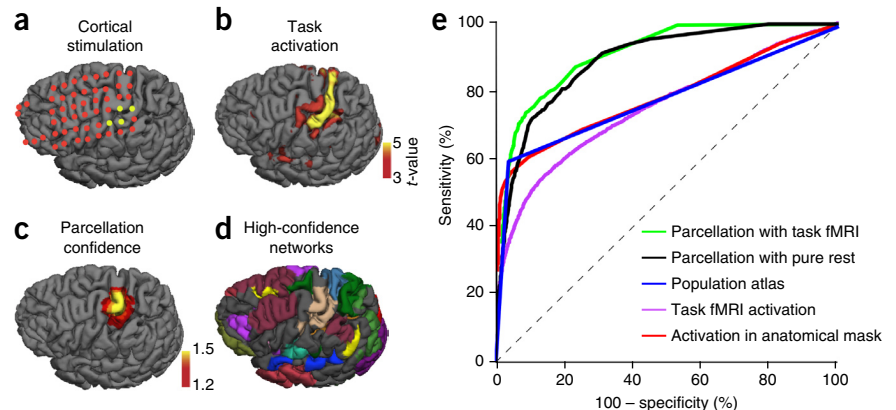 a
Cortical
stimulation
b
Task
activation
5
3
t-value
c
Parcellation
confidence
1.5
1.2
d
High-confidence
networks
e
Sensitivity (%)
100
80
60
40
20
0
0
20
40
60
80
100
100 – specificity (%)
Parcellation with task fMRI
Parcellation with pure rest
Population atlas
Task fMRI activation
Activation in anatomical mask